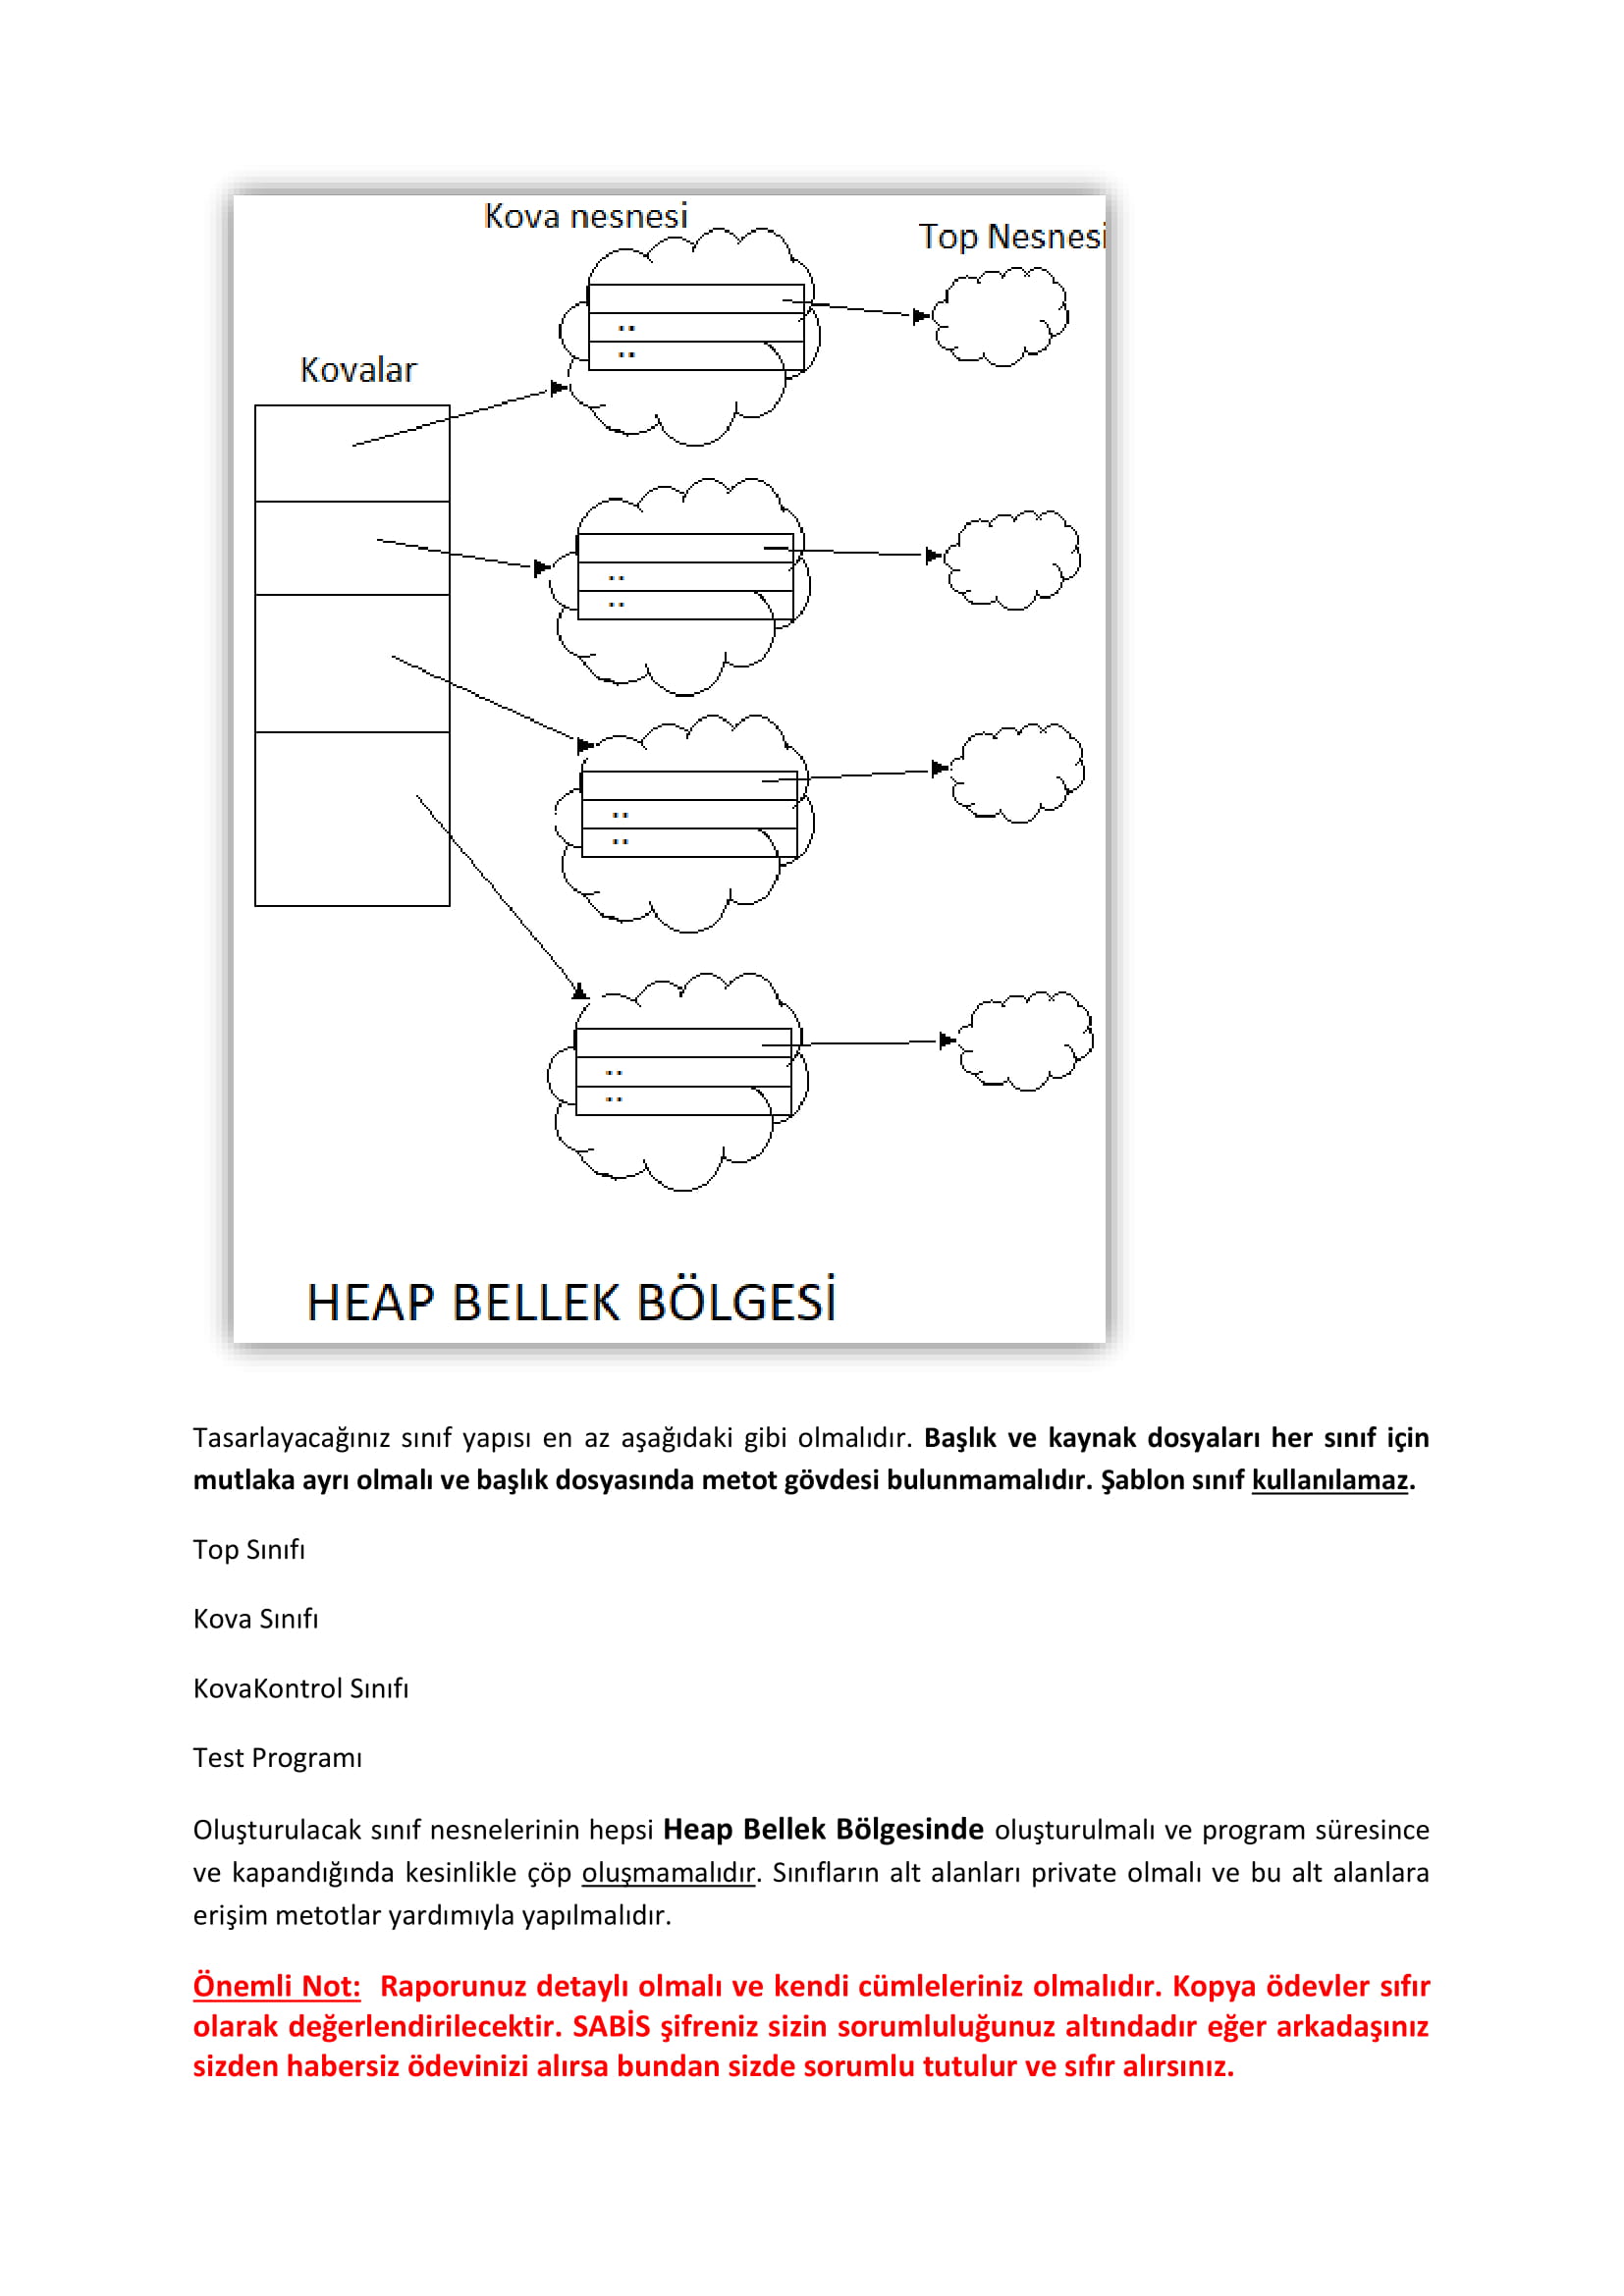 Kova nesnesi
Top Nesnesi
Kovalar
HEAP BELLEK BÖLGESİ
Tasarlayacağınız sınıf yapısı en az aşağıdaki gibi olmalıdır. Başlık ve kaynak dosyaları her sınıf için
mutlaka ayrı olmalı ve başlık dosyasında metot gövdesi bulunmamalıdır. Şablon sınıf kullanılamaz.
Top Sınıfı
Kova Sınıfı
KovaKontrol Sınıfı
Test Programı
Oluşturulacak sınıf nesnelerinin hepsi Heap Bellek Bölgesinde oluşturulmalı ve program süresince
ve kapandığında kesinlikle çöp oluşmamalıdır. Sınıfların alt alanları private olmalı ve bu alt alanlara
erişim metotlar yardımıyla yapılmalıdır.
Önemli Not: Raporunuz detaylı olmalı ve kendi cümleleriniz olmalıdır. Kopya ödevler sıfır
olarak değerlendirilecektir. SABİS şifreniz sizin sorumluluğunuz altındadır eğer arkadaşınız
sizden habersiz ödevinizi alırsa bundan sizde sorumlu tutulur ve sıfır alırsınız.